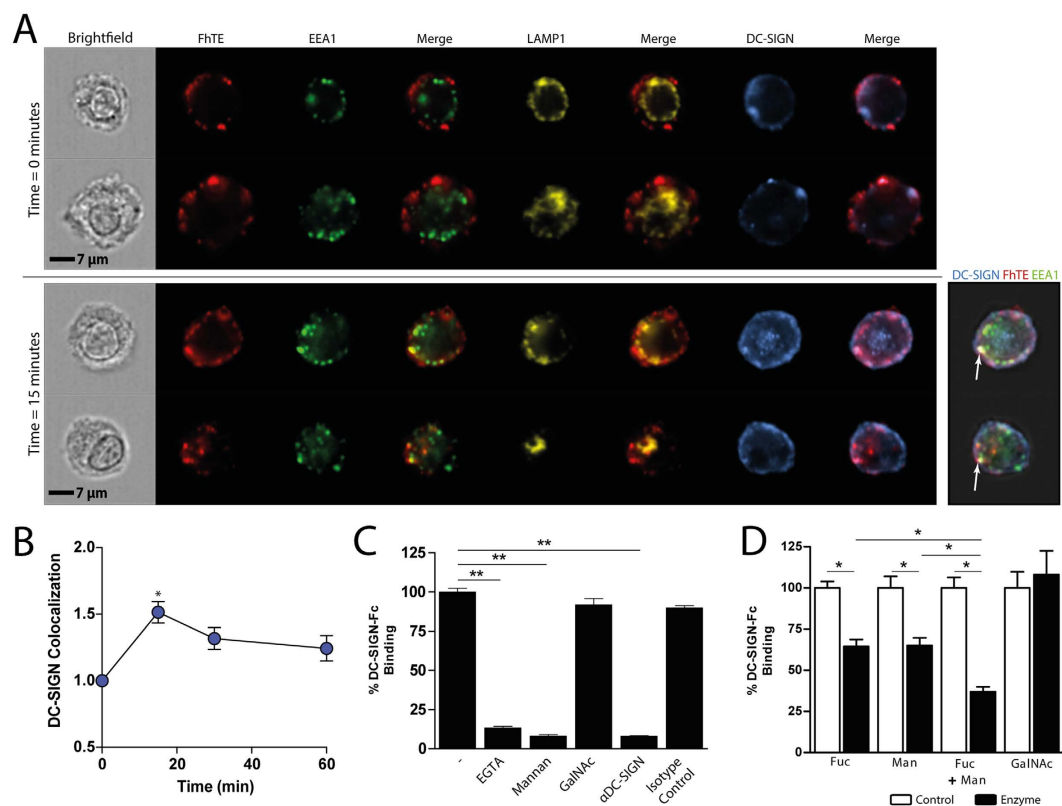 A
Brightfield FhTE EEA1 Merge LAMP1 Merge DC-SIGN Merge
Time = 0 minutes
7 µm
DC-SIGN FhTE EEA1
Time = 15 minutes
7 µm
B
DC-SIGN Colocalization
2.0
1.5
1.0
0.5
*
0 20 40 60
Time (min)
C
% DC-SIGN-Fc
Binding
125
100
75
50
25
0
**
**
**
- EGTA Mannan GalNAc αDC-SIGN Isotype
Control
D
% DC-SIGN-Fc
Binding
125
100
75
50
25
0
*
*
* * *
Fuc Man Fuc GalNAc
+ Man
Control Enzyme